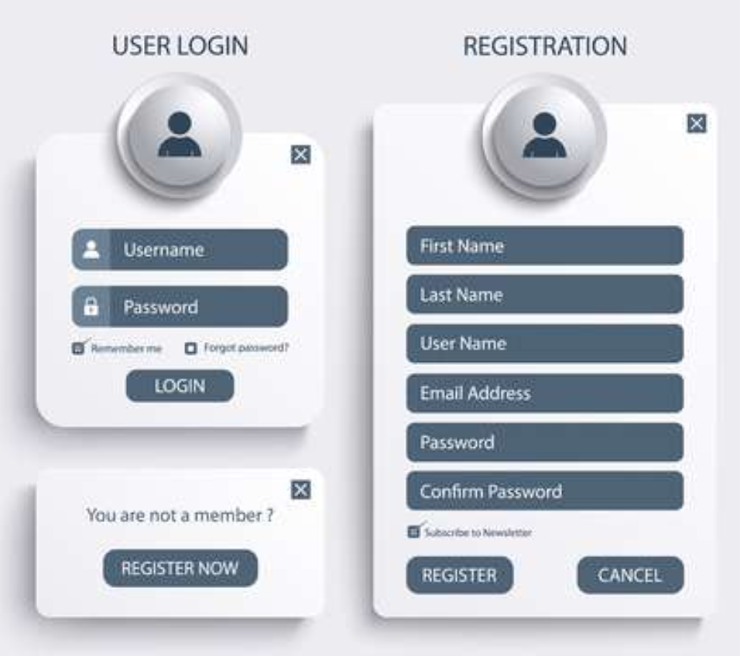 USER LOGIN
Username
Password
Remember me
Forgot password?
LOGIN
You are not a member ?
REGISTER NOW
REGISTRATION
First Name
Last Name
User Name
Email Address
Password
Confirm Password
Subscribe to Newsletter
REGISTER
CANCEL